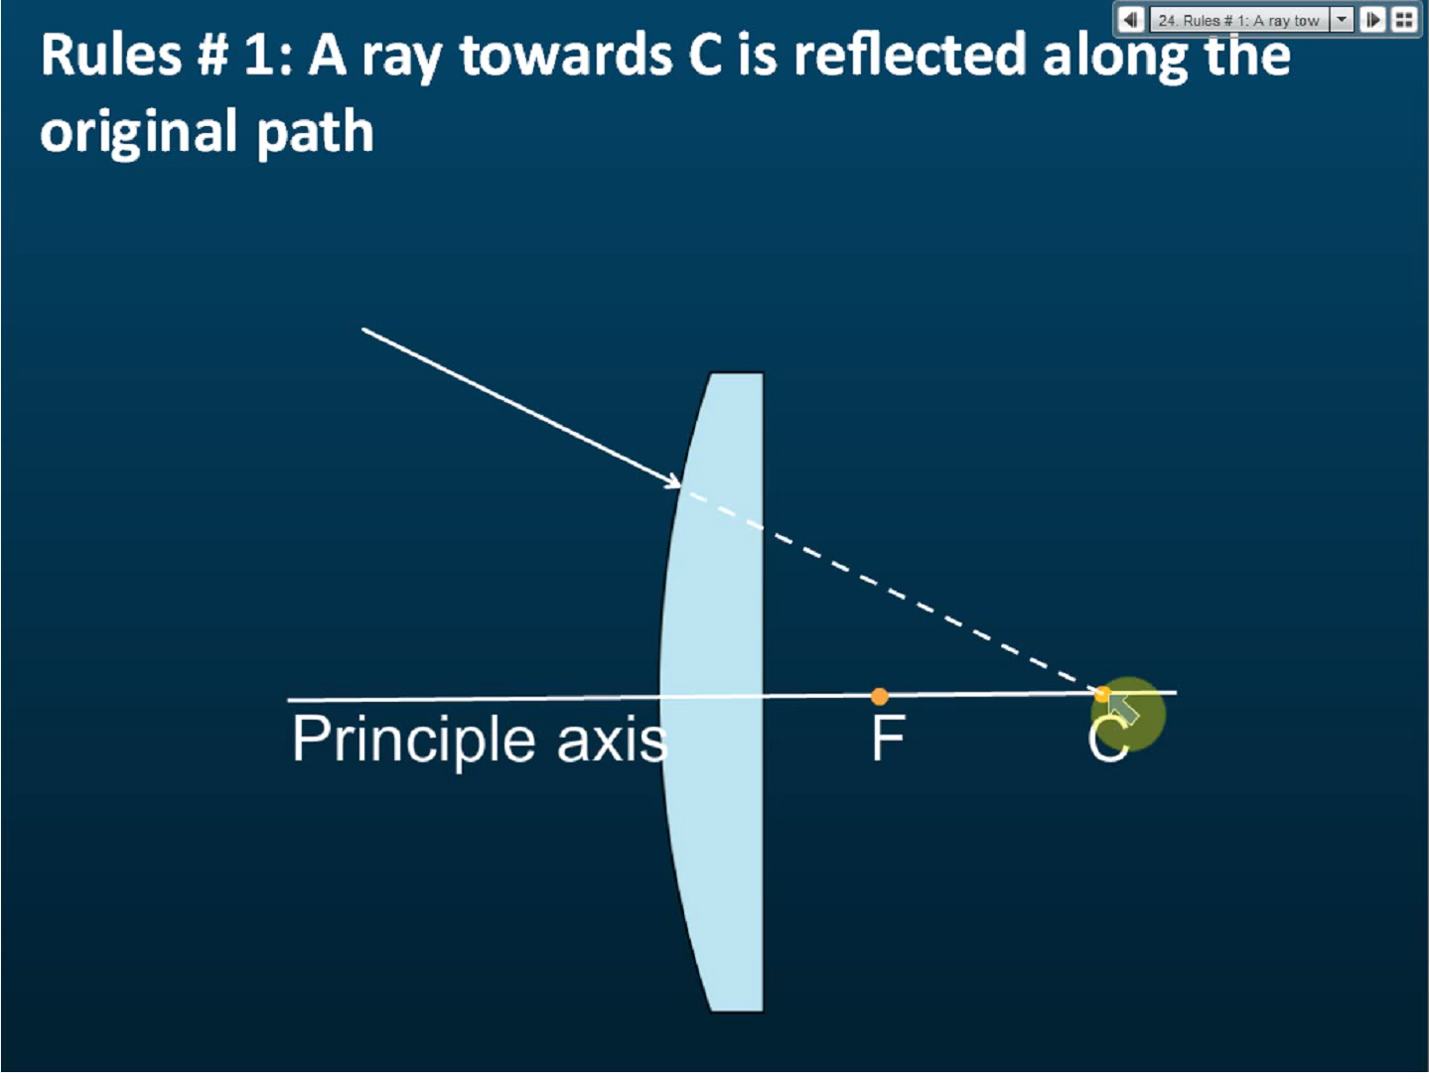 24. Rules # 1: A ray tow
Rules # 1: A ray towards C is reflected along the
original path
Principle axis
F
C